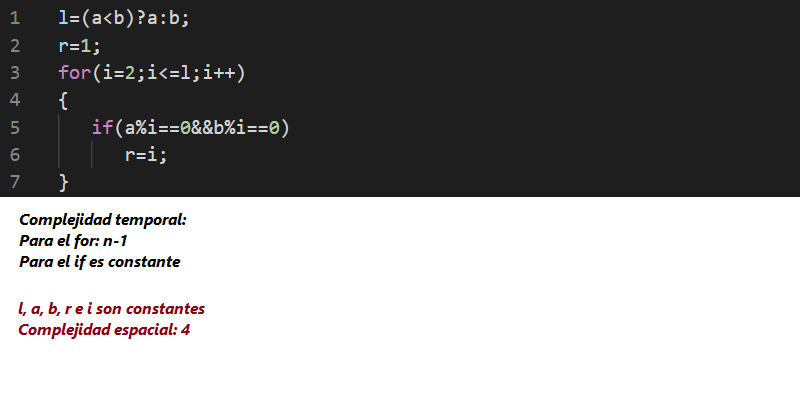 1 l=(a<b)?a:b;
2 r=1;
3 for(i=2;i<=l;i++)
4 {
5 if(a%i==0&&b%i==0)
6 r=i;
7 }
Complejidad temporal:
Para el for: n-1
Para el if es constante
l, a, b, r e i son constantes
Complejidad espacial: 4